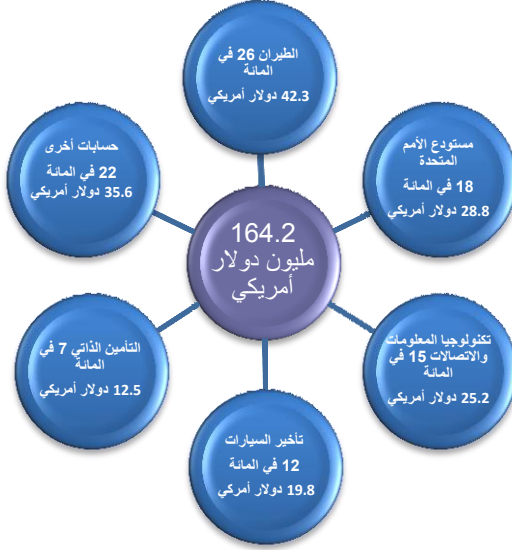 الطيران 26 في
المائة
42.3 دولار أمريكي
مستودع الأمم
المتحدة
18 في المائة
28.8 دولار أمريكي
تكنولوجيا المعلومات
والاتصالات 15 في
المائة
25.2 دولار أمريكي
تأخير السيارات
12 في المائة
19.8 دولار أمركي
التأمين الذاتي 7 في
المائة
12.5 دولار أمريكي
حسابات أخرى
22 في المائة
35.6 دولار أمريكي
164.2
مليون دولار
أمريكي